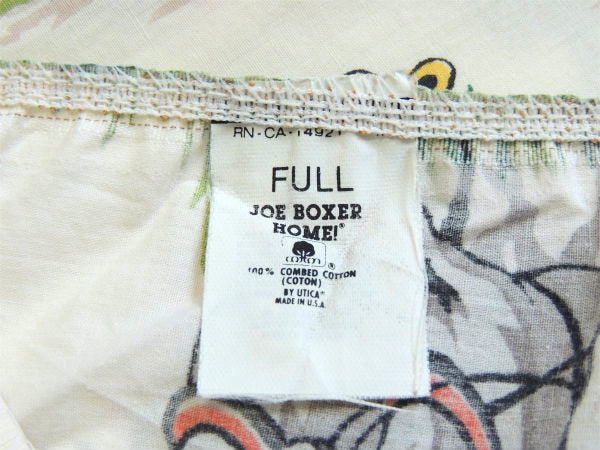 RN-CA-14921
FULL
JOE BOXER
HOME!®
COTTON
®
100% COMBED COTTON
(COTON)
BY UTICA®
MADE IN U.S.A.